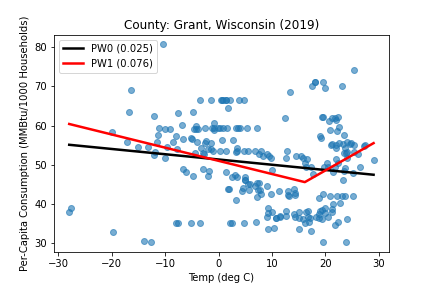 County: Grant, Wisconsin (2019)
PW0 (0.025)
PW1 (0.076)
Per-Capita Consumption (MMBtu/1000 Households)
80
70
60
50
40
30
−30 −20 −10 0 10 20 30
Temp (deg C)